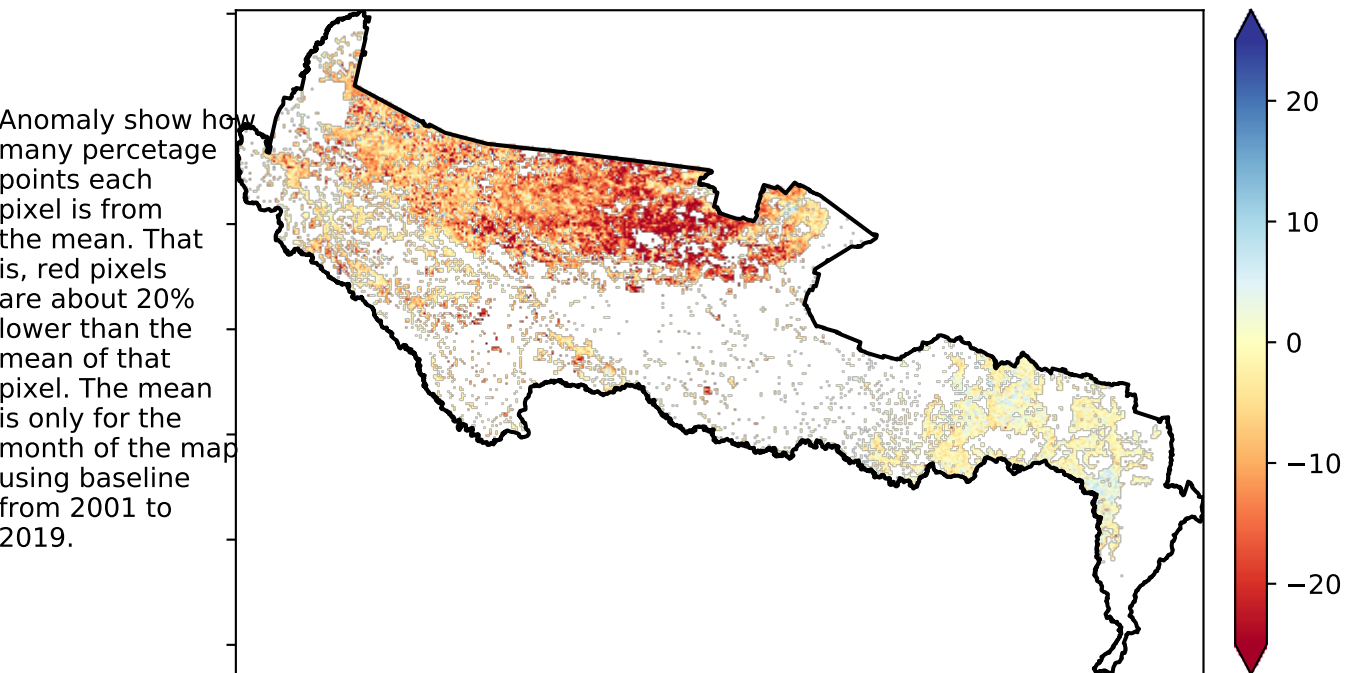 Anomaly show how
many percetage
points each
pixel is from
the mean. That
is, red pixels
are about 20%
lower than the
mean of that
pixel. The mean
is only for the
month of the map
using baseline
from 2001 to
2019.
20
10
0
−10
−20